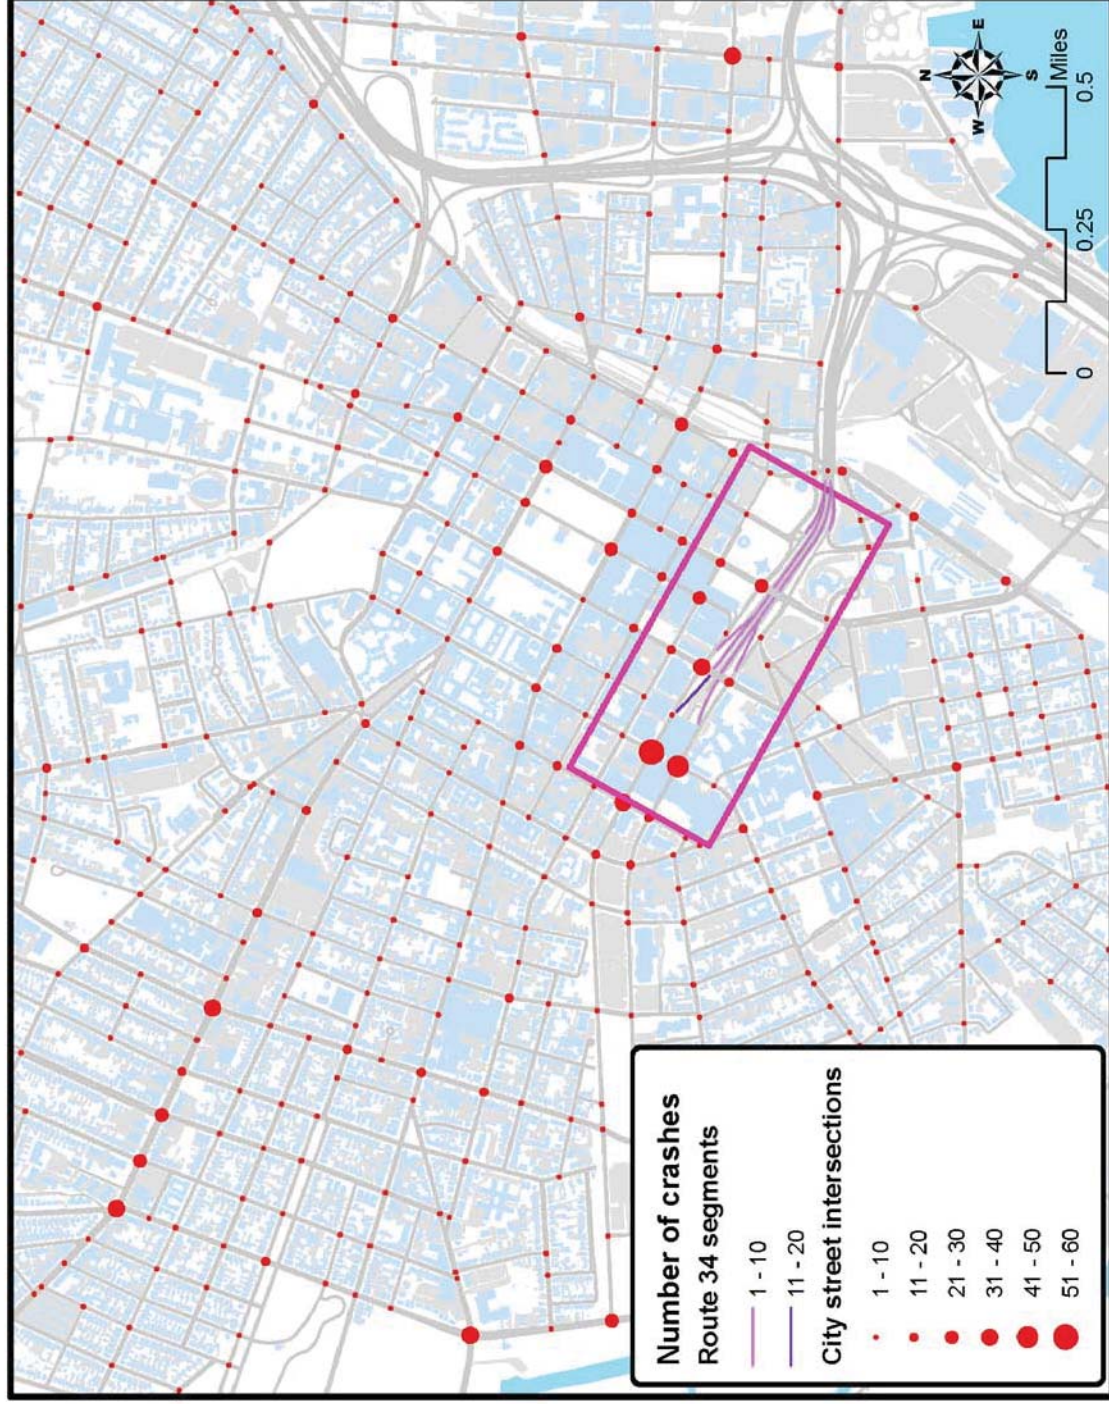 Number of crashes
Route 34 segments
1 - 10
11 - 20
City street intersections
1 - 10
11 - 20
21 - 30
31 - 40
41 - 50
51 - 60
N
E
S
W
0 0.25 0.5
Miles